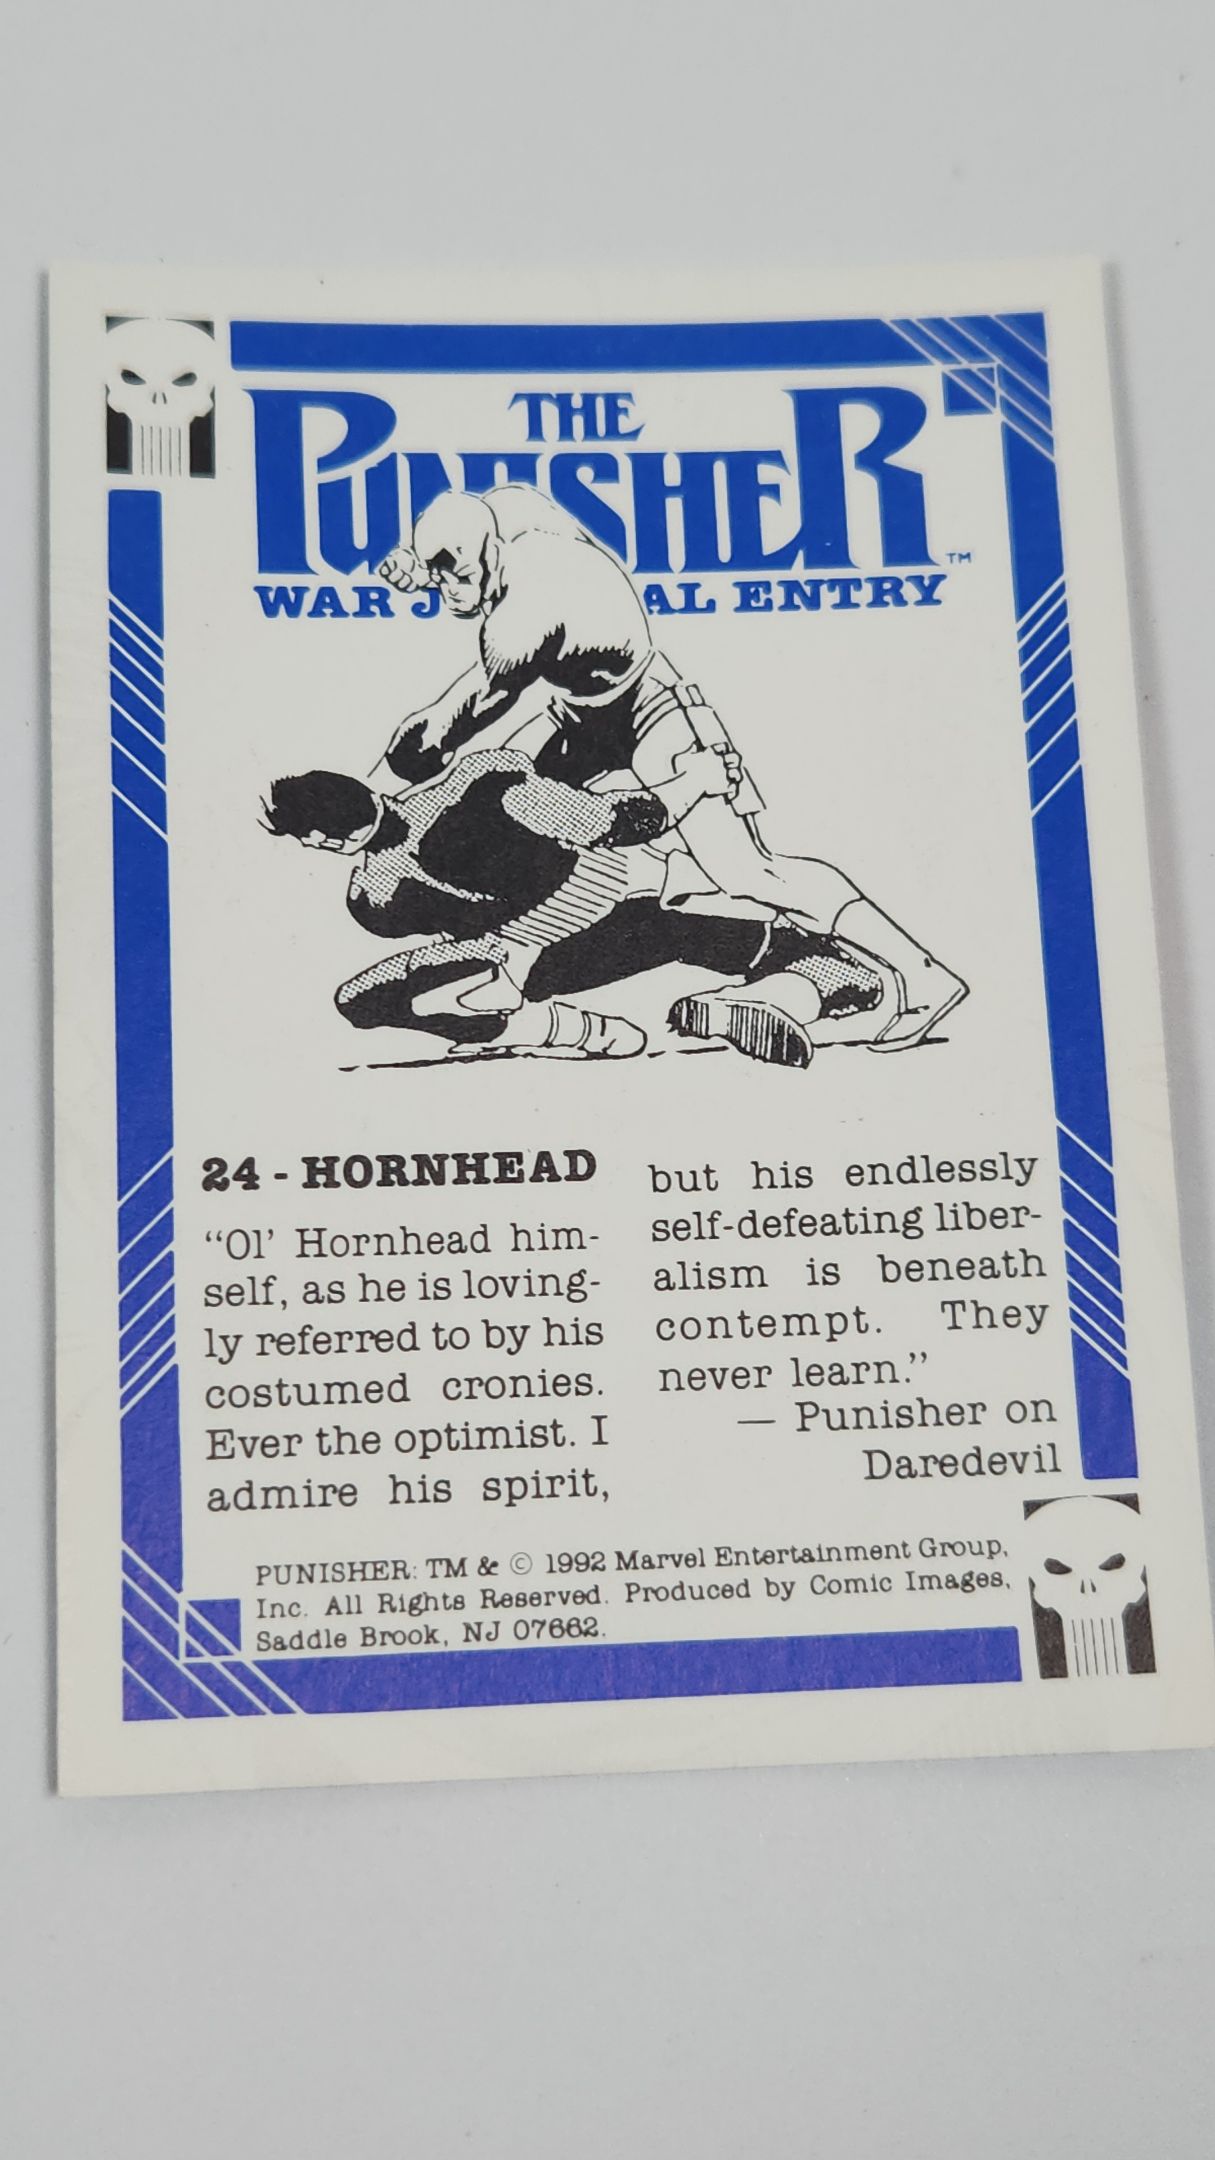 THE
PUNISHER™
WAR J AL ENTRY
24 - HORNHEAD
“Ol’ Hornhead him-
self, as he is loving-
ly referred to by his
costumed cronies.
Ever the optimist. I
admire his spirit,
but his endlessly
self-defeating liber-
alism is beneath
contempt. They
never learn.”
— Punisher on
Daredevil
PUNISHER: TM & © 1992 Marvel Entertainment Group,
Inc. All Rights Reserved. Produced by Comic Images,
Saddle Brook, NJ 07662.